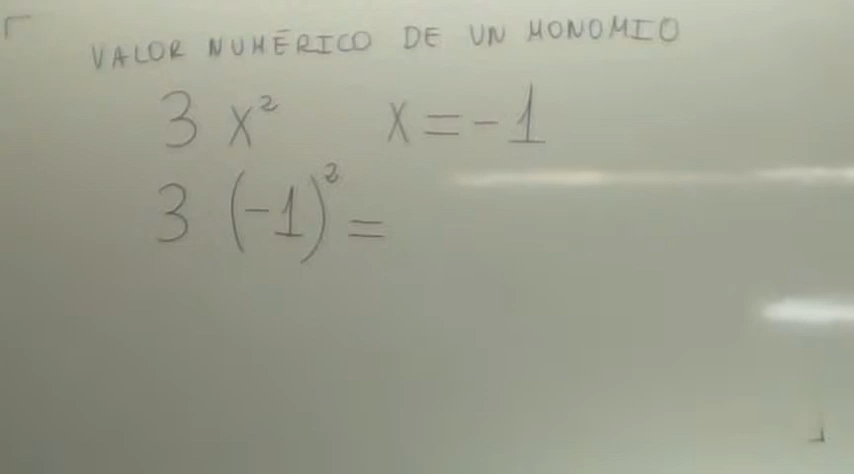 VALOR NUMÉRICO DE UN MONOMIO
3 x² x = -1
3 (-1)² =